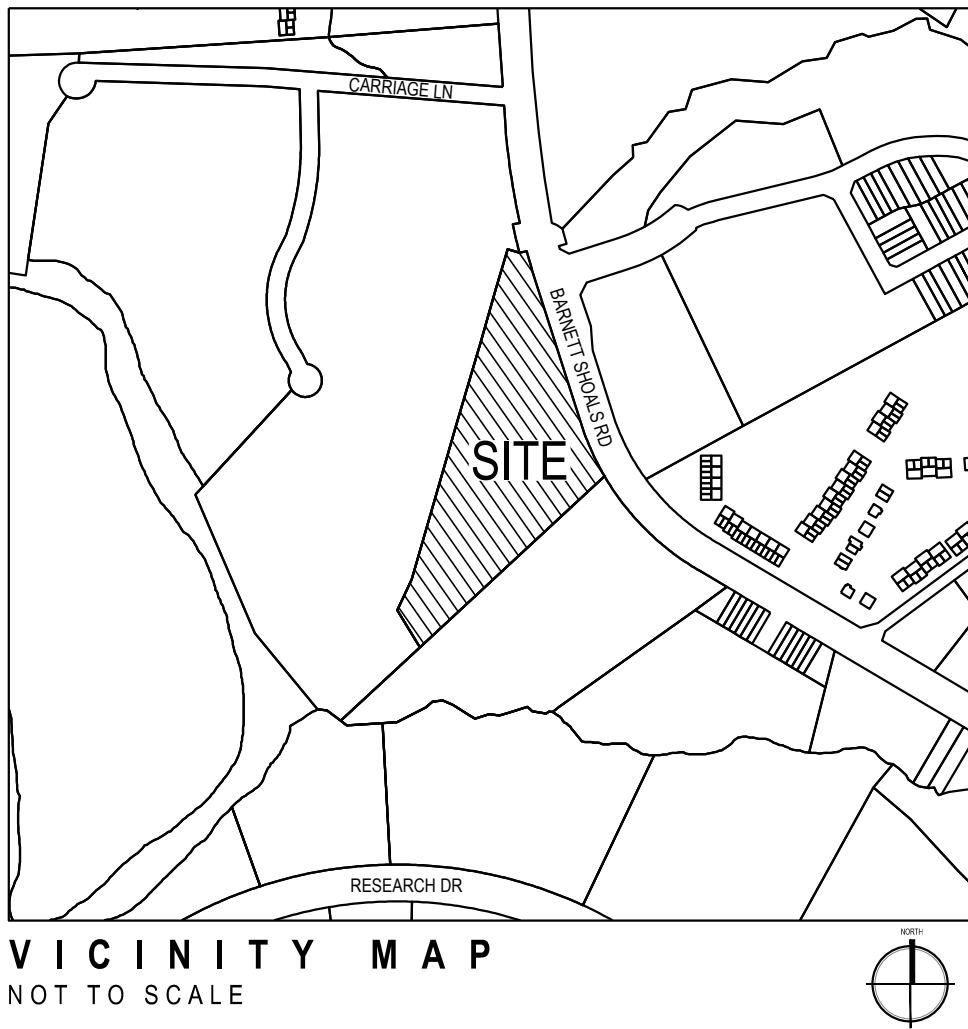 CARRIAGE LN
BARNETT SHOALS RD
SITE
RESEARCH DR
VICINITY MAP
NOT TO SCALE
NORTH